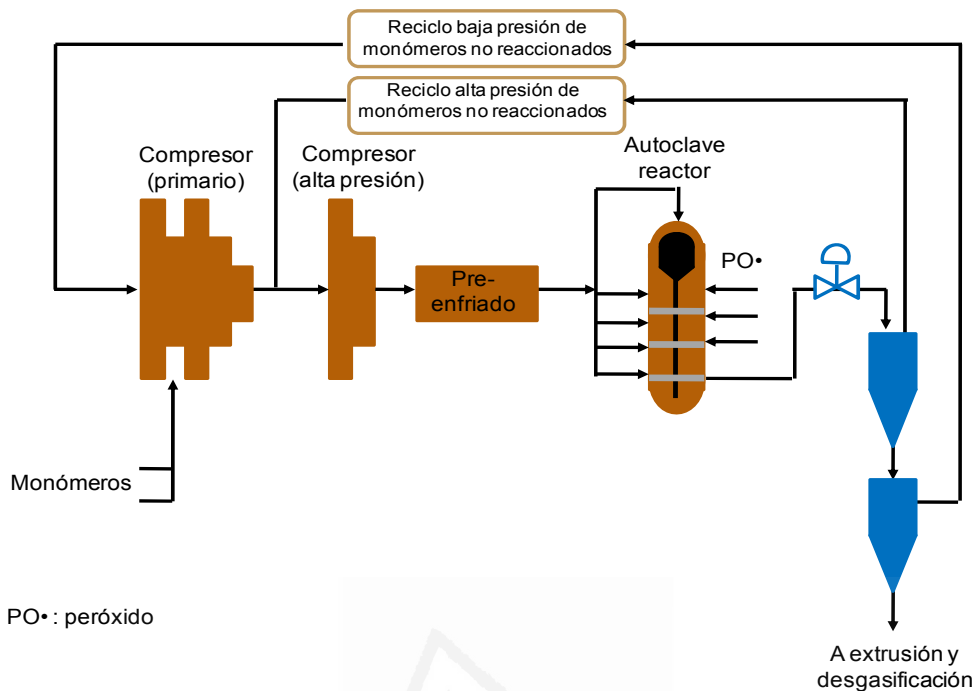 Reciclo baja presión de
monómeros no reaccionados
Reciclo alta presión de
monómeros no reaccionados
Compresor
(primario)
Compresor
(alta presión)
Autoclave
reactor
Pre-
enfriado
PO•
Monómeros
PO• : peróxido
A extrusión y
desgasificación